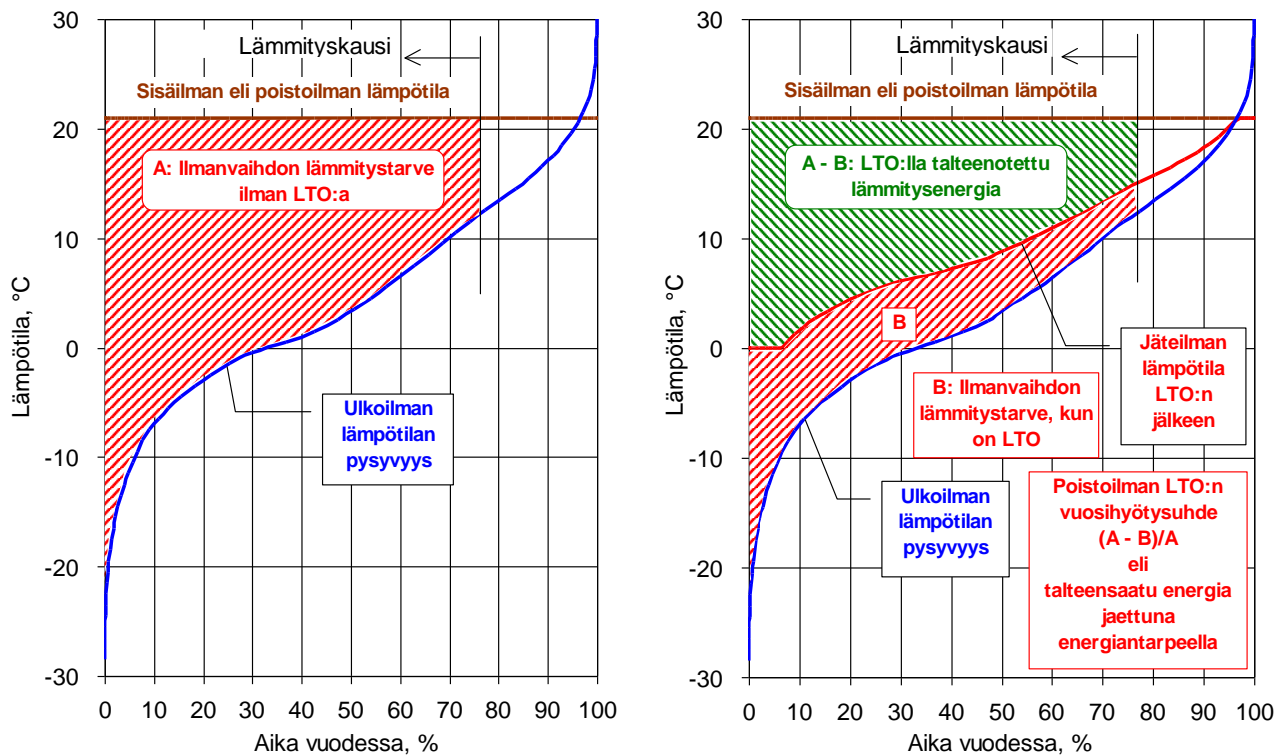 30
20
10
0
-10
-20
-30
Lämpötila, °C
Lämmityskausi
Sisäilman eli poistoilman lämpötila
A: Ilmanvaihdon lämmitystarve
ilman LTO:a
Ulkoilman
lämpötilan
pysyvyys
0 10 20 30 40 50 60 70 80 90 100
Aika vuodessa, %
30
20
10
0
-10
-20
-30
Lämpötila, °C
Lämmityskausi
Sisäilman eli poistoilman lämpötila
A - B: LTO:lla talteenotettu
lämmitysenergia
B
Jäteilman
lämpötila
LTO:n
jälkeen
B: Ilmanvaihdon
lämmitystarve, kun
on LTO
Ulkoilman
lämpötilan
pysyvyys
Poistoilman LTO:n
vuosihyötysuhde
(A - B)/A
eli
talteensaatu energia
jaettuna
energiantarpeella
0 10 20 30 40 50 60 70 80 90 100
Aika vuodessa, %